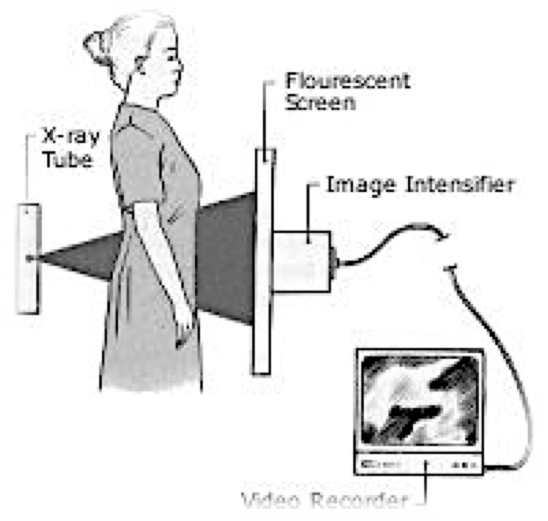 Flourescent
Screen
X-ray
Tube
Image Intensifier
Video Recorder